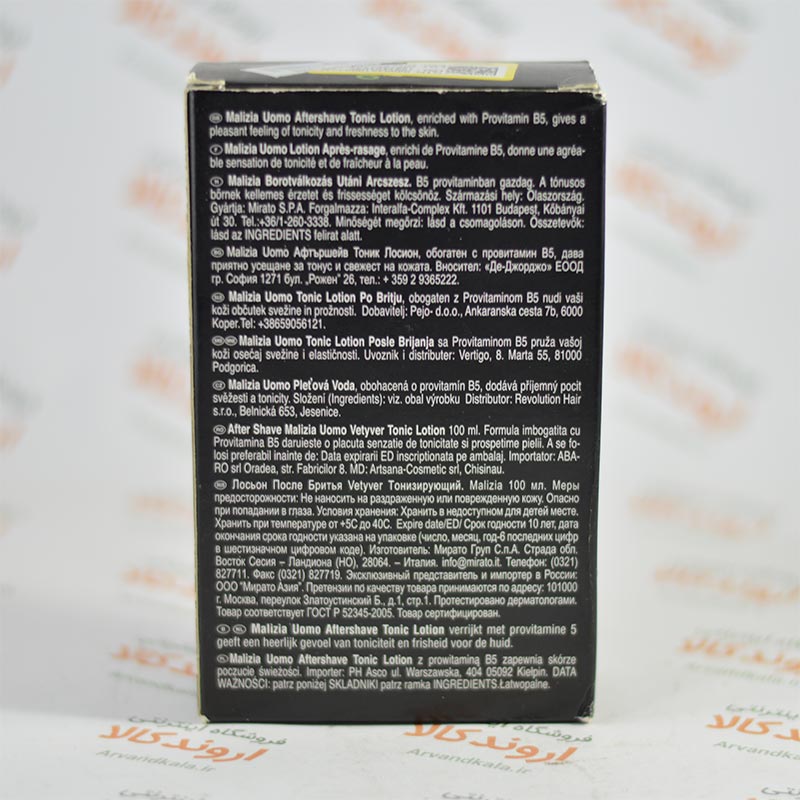 GB Malizia Uomo Aftershave Tonic Lotion, enriched with Provitamin B5, gives a
pleasant feeling of tonicity and freshness to the skin.
F Malizia Uomo Lotion Après-rasage, enrichi de Provitamine B5, donne une agréa-
ble sensation de tonicité et de fraîcheur à la peau.
H Malizia Borotválkozás Utáni Arcszesz. B5 provitaminban gazdag. A tónusos
bőrnek kellemes érzetet és frissességet kölcsönöz. Származási hely: Olaszország.
Gyártja: Mirato S.P.A. Forgalmazza: Interalfa-Complex Kft. 1101 Budapest, Kőbányai
út 30. Tel.:+36/1-260-3338. Minőségét megőrzi: lásd a csomagoláson. Összetevők:
lásd az INGREDIENTS felirat alatt.
BG Malizia Uomo Афтършейв Тоник Лосион, обогатен с провитамин B5, дава
приятно усещане за тонус и свежест на кожата. Вносител: «Де-Джорджо» ЕООД
гр. София 1271 бул. „Рожен" 26, тел.: + 359 2 9365222.
SLO Malizia Uomo Tonic Lotion Po Britju, obogaten z Provitaminom B5 nudi vaši
koži občutek svežine in prožnosti. Dobavitelj: Pejo- d.o.o., Ankaranska cesta 7b, 6000
Koper.Tel: +38659056121.
Malizia Uomo Tonic Lotion Posle Brijanja sa Provitaminom B5 pruža vašoj
koži osećaj svežine i elastičnosti. Uvoznik i distributer: Vertigo, 8. Marta 55, 81000
Podgorica.
CZ Malizia Uomo Pleťová Voda, obohacená o provitamín B5, dodává příjemný pocit
svěžesti a tonicity. Složení (Ingredients): viz. obal výrobku Distributor: Revolution Hair
s.r.o., Belnická 653, Jesenice.
RO After Shave Malizia Uomo Vetyver Tonic Lotion 100 ml. Formula imbogatita cu
Provitamina B5 daruieste o placuta senzatie de tonicitate si prospetime pielii. A se fo-
losi preferabil inainte de: Data expirarii ED inscriptionata pe ambalaj. Importator: ABA-
RO srl Oradea, str. Fabricilor 8. MD: Artsana-Cosmetic srl, Chisinau.
RUS Лосьон После Бритья Vetyver Тонизирующий. Malizia 100 мл. Меры
предосторожности: Не наносить на раздраженную или поврежденную кожу. Опасно
при попадании в глаза. Условия хранения: Хранить в недоступном для детей месте.
Хранить при температуре от +5С до 40С. Expire date/ED/ Срок годности 10 лет, дата
окончания срока годности указана на упаковке (число, месяц, год-6 последних цифр
в шестизначном цифровом коде). Изготовитель: Мирато Груп С.п.А. Страда обл.
Восток Сесия – Ландиона (НО), 28064. – Италия. info@mirato.it. Телефон: (0321)
827711. Факс (0321) 827719. Эксклюзивный представитель и импортер в России:
ООО "Мирато Азия". Претензии по качеству товара принимаются по адресу: 101000
г. Москва, переулок Златоустинский Б., д.1, стр.1. Протестировано дерматологами.
Товар соответствует ГОСТ Р 52345-2005. Товар сертифицирован.
B NL Malizia Uomo Aftershave Tonic Lotion verrijkt met provitamine 5
geeft een heerlijk gevoel van toniciteit en frisheid voor de huid.
PL Malizia Uomo Aftershave Tonic Lotion z prowitaminą B5 zapewnia skórze
poczucie świeżości. Importer: PH Asco ul. Warszawska, 404 05092 Kiełpin. DATA
WAŻNOŚCI: patrz poniżej SKŁADNIKI patrz ramka INGREDIENTS.Łatwopalne.
فروشگاه اینترنتی
اروند کالا
Arvandkala.ir